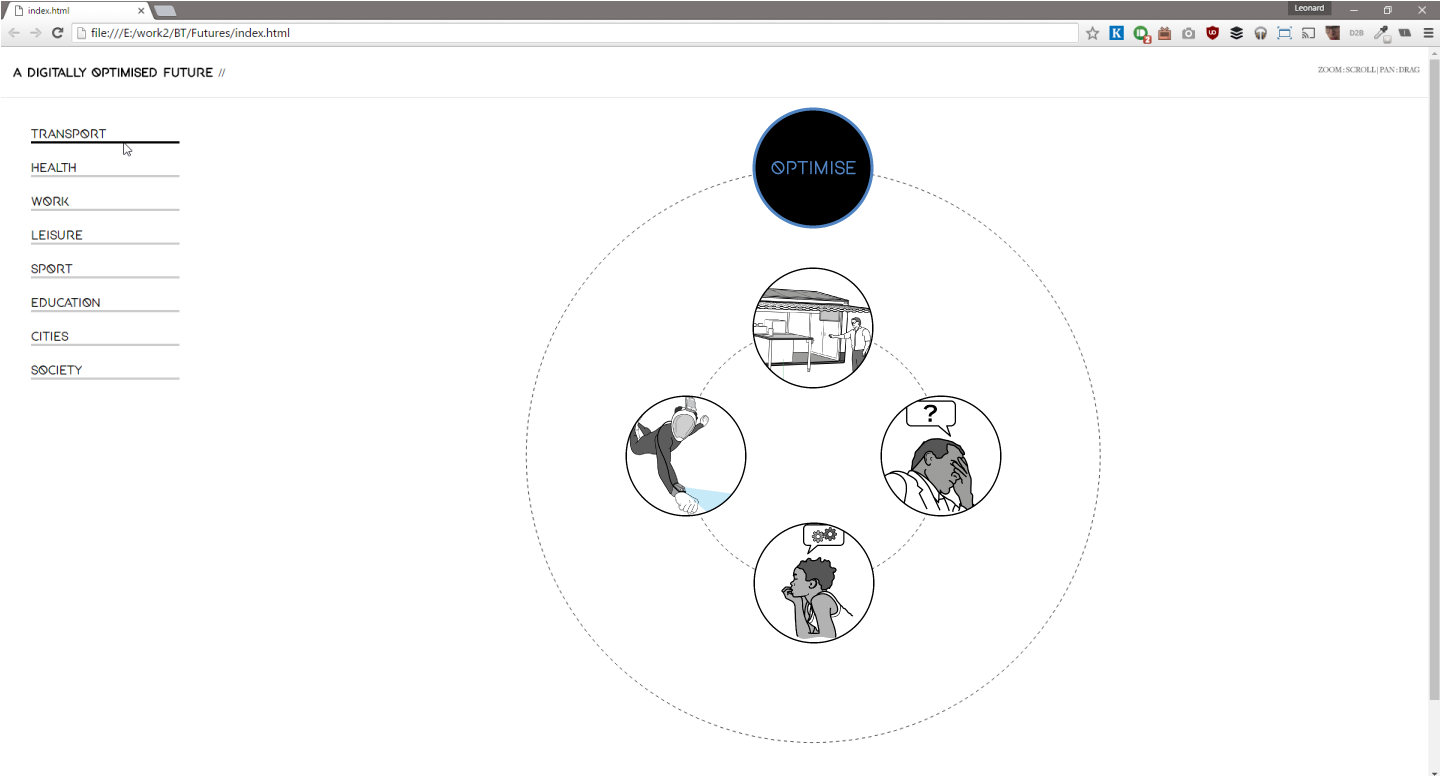 index.html
Leonard
file:///E:/work2/BT/Futures/index.html
2
D2B
A DIGITALLY OPTIMISED FUTURE //
ZOOM : SCROLL | PAN : DRAG
TRANSPORT
HEALTH
WORK
LEISURE
SPORT
EDUCATION
CITIES
SOCIETY
OPTIMISE
?